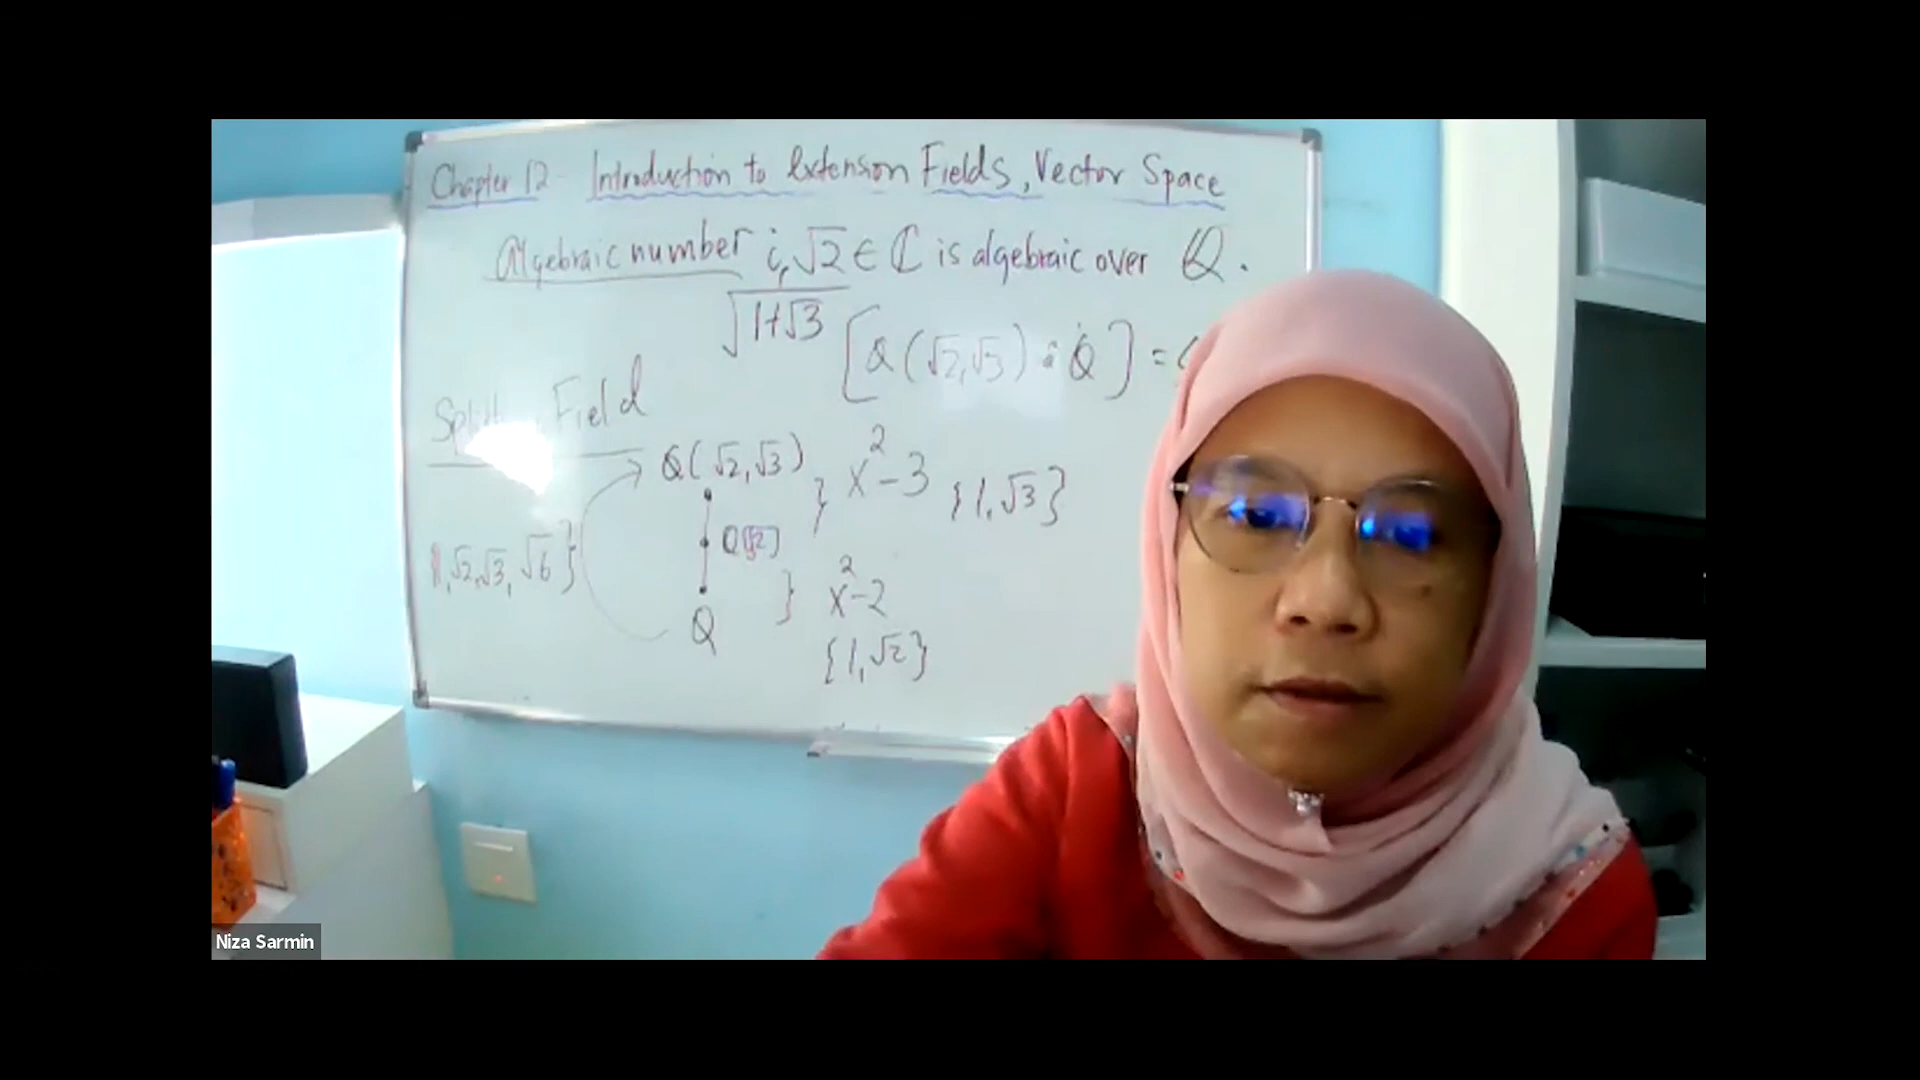 Chapter 12 Introduction to Extension Fields, Vector Space
Algebraic number i, √2 ∈ ℂ is algebraic over ℚ.
√(1+√3)
[ℚ(√2,√3) : ℚ] =
Field
ℚ(√2,√3) } x²-3 {1,√3}
ℚ(√2)
1,√2,√3,√6}
} x²-2
ℚ
{1,√2}
Niza Sarmin